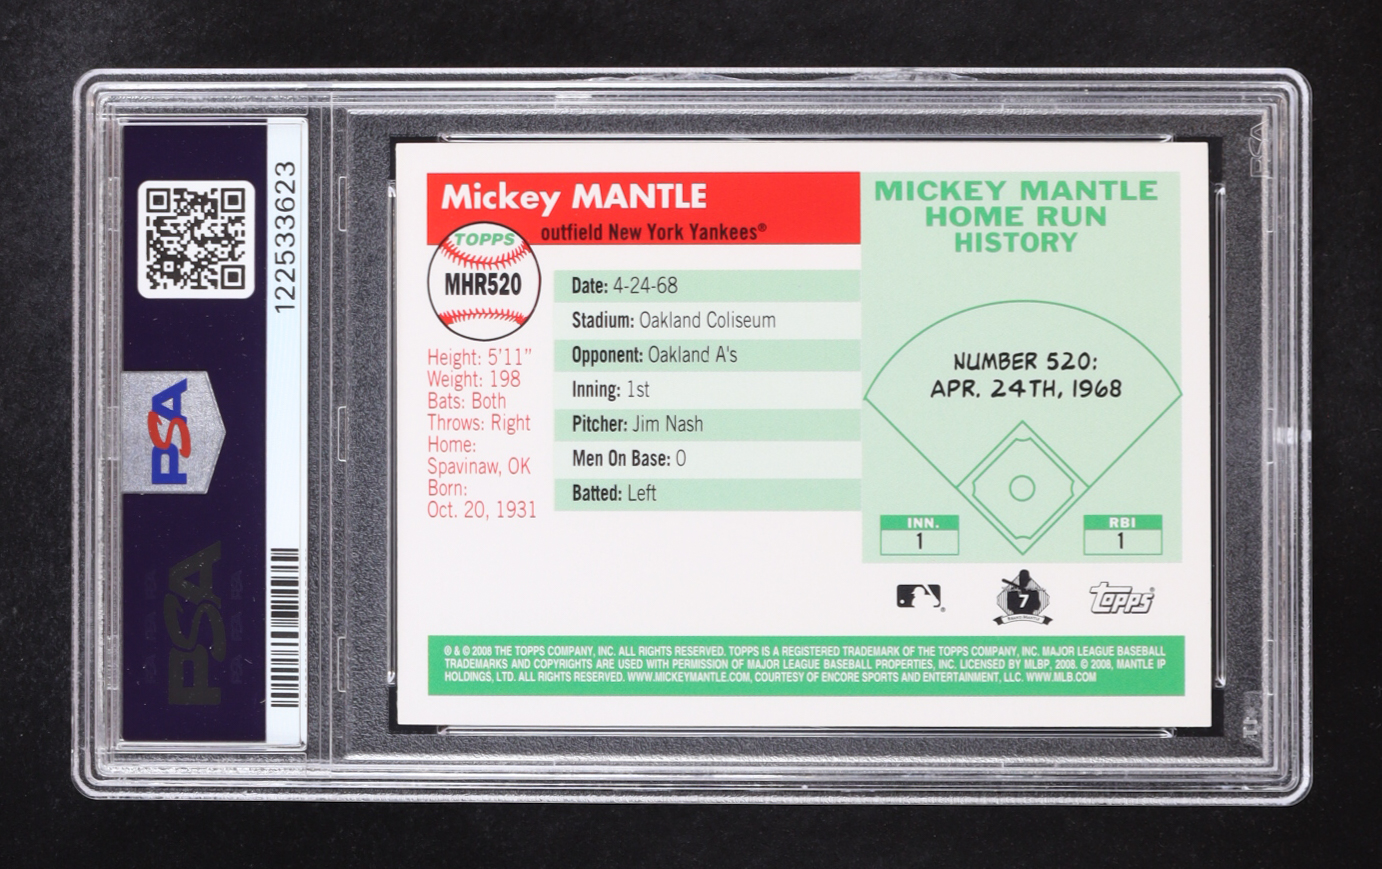 122533623
PSA
PSA
Mickey MANTLE
outfield New York Yankees®
TOPPS
MHR520
Height: 5'11"
Weight: 198
Bats: Both
Throws: Right
Home:
Spavinaw, OK
Born:
Oct. 20, 1931
Date: 4-24-68
Stadium: Oakland Coliseum
Opponent: Oakland A's
Inning: 1st
Pitcher: Jim Nash
Men On Base: 0
Batted: Left
MICKEY MANTLE
HOME RUN
HISTORY
NUMBER 520:
APR. 24TH, 1968
INN.
1
RBI
1
7
Topps®
® & © 2008 THE TOPPS COMPANY, INC. ALL RIGHTS RESERVED. TOPPS IS A REGISTERED TRADEMARK OF THE TOPPS COMPANY, INC. MAJOR LEAGUE BASEBALL
TRADEMARKS AND COPYRIGHTS ARE USED WITH PERMISSION OF MAJOR LEAGUE BASEBALL PROPERTIES, INC. LICENSED BY MLBP, 2008. © 2008, MANTLE IP
HOLDINGS, LTD. ALL RIGHTS RESERVED. WWW.MICKEYMANTLE.COM, COURTESY OF ENCORE SPORTS AND ENTERTAINMENT, LLC. WWW.MLB.COM